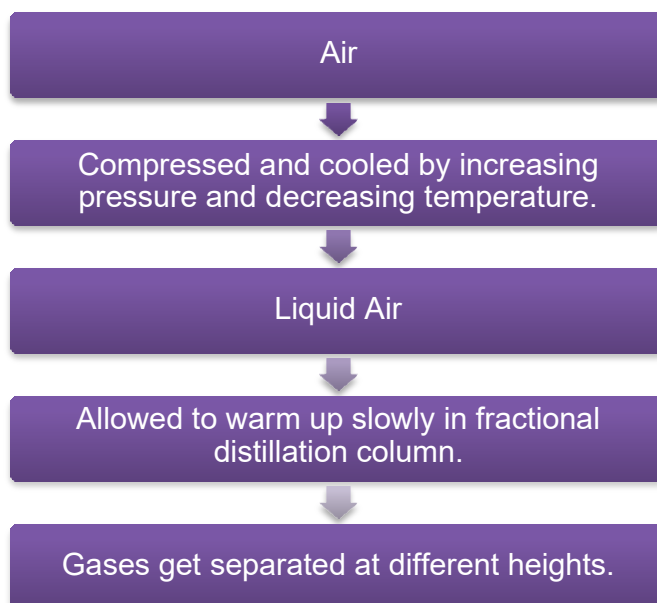 Air
Compressed and cooled by increasing
pressure and decreasing temperature.
Liquid Air
Allowed to warm up slowly in fractional
distillation column.
Gases get separated at different heights.